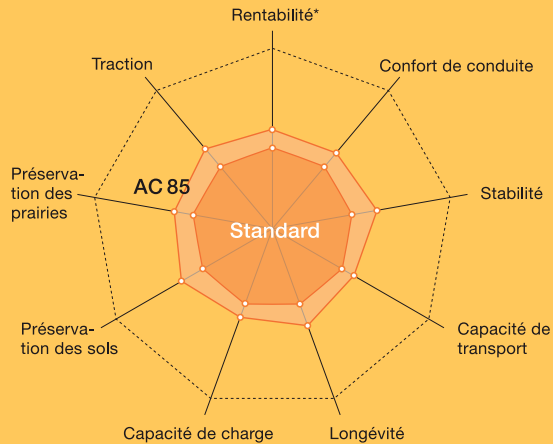 Rentabilité*
Traction
Confort de conduite
Préserva-
tion des
prairies
AC 85
Stabilité
Standard
Préserva-
tion des sols
Capacité de
transport
Capacité de charge
Longévité